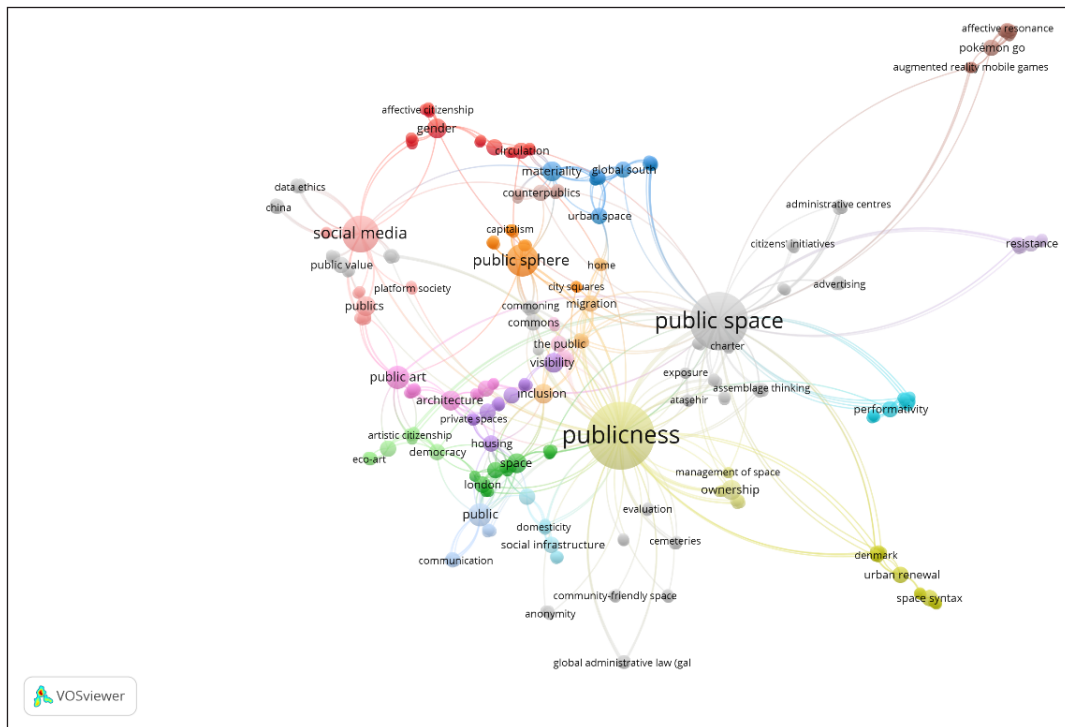 affective resonance
pokémon go
augmented reality mobile games
affective citizenship
gender
circulation
materiality
global south
data ethics
counterpublics
china
urban space
administrative centres
social media
capitalism
citizens' initiatives
resistance
public sphere
home
public value
platform society
city squares
advertising
publics
commoning
migration
commons
public space
the public
charter
visibility
public art
exposure
assemblage thinking
architecture
inclusion
ataşehir
private spaces
performativity
artistic citizenship
housing
publicness
eco-art
democracy
space
management of space
london
ownership
public
evaluation
domesticity
cemeteries
social infrastructure
communication
denmark
urban renewal
community-friendly space
space syntax
anonymity
global administrative law (gal
VOSviewer